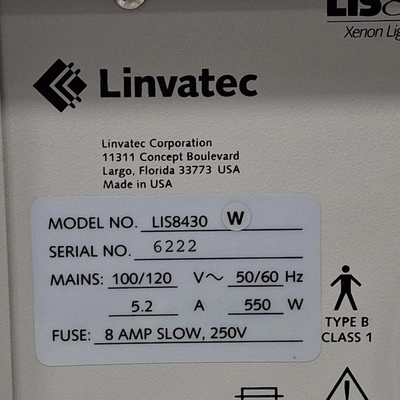 LIS
Xenon Lig
Linvatec
Linvatec Corporation
11311 Concept Boulevard
Largo, Florida 33773 USA
Made in USA
MODEL NO. LIS8430 W
SERIAL NO. 6222
MAINS: 100/120 V~ 50/60 Hz
5.2 A 550 W
FUSE: 8 AMP SLOW, 250V
TYPE B
CLASS 1